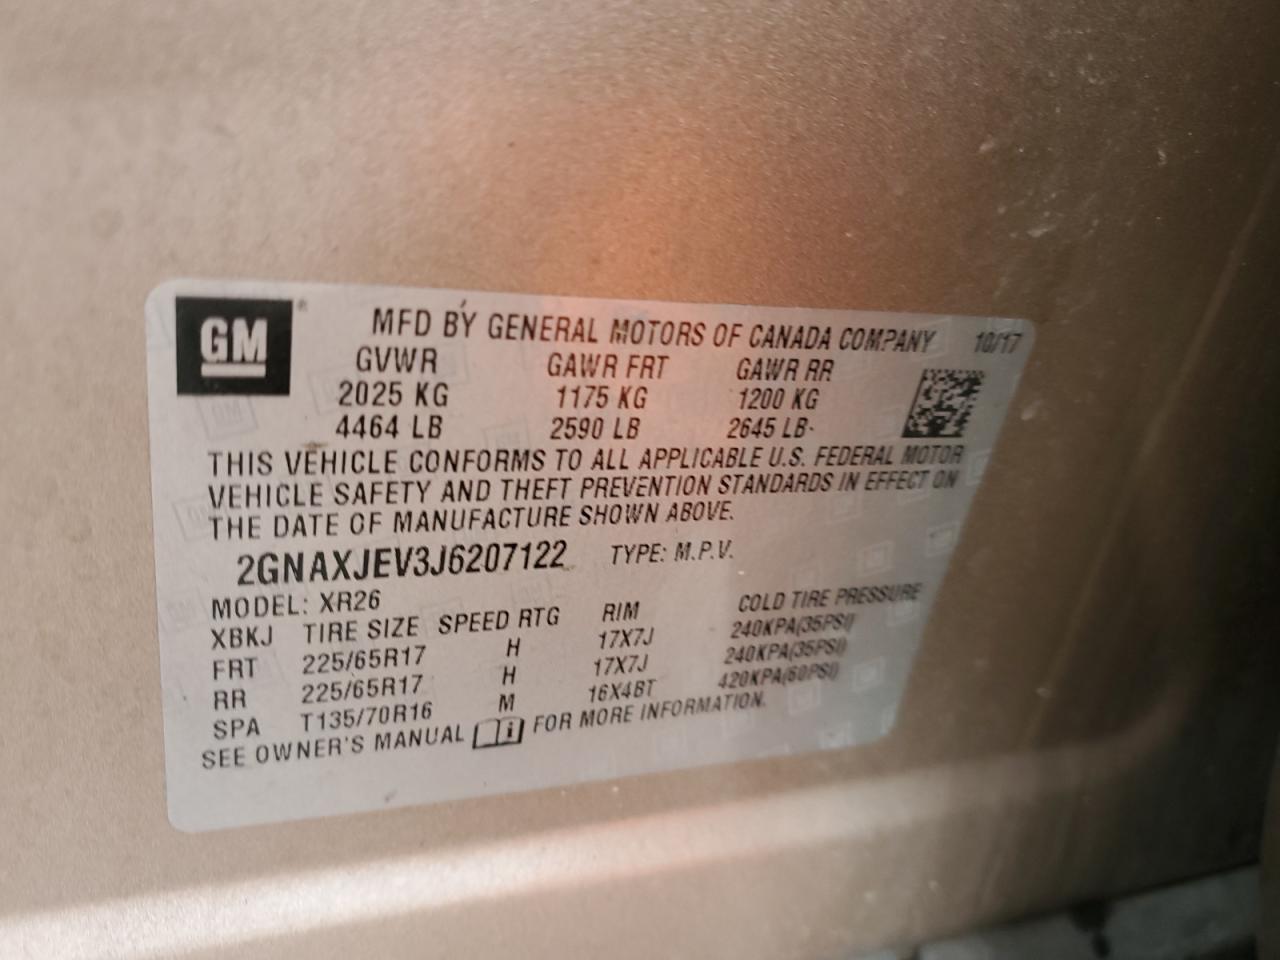 GM ®
MFD BY GENERAL MOTORS OF CANADA COMPANY 10/17
GVWR GAWR FRT GAWR RR
2025 KG 1175 KG 1200 KG
4464 LB 2590 LB 2645 LB
THIS VEHICLE CONFORMS TO ALL APPLICABLE U.S. FEDERAL MOTOR
VEHICLE SAFETY AND THEFT PREVENTION STANDARDS IN EFFECT ON
THE DATE OF MANUFACTURE SHOWN ABOVE.
2GNAXJEV3J6207122 TYPE: M.P.V.
MODEL: XR26
XBKJ TIRE SIZE SPEED RTG RIM COLD TIRE PRESSURE
FRT 225/65R17 H 17X7J 240KPA(35PSI)
RR 225/65R17 H 17X7J 240KPA(35PSI)
SPA T135/70R16 M 16X4BT 420KPA(60PSI)
SEE OWNER'S MANUAL i FOR MORE INFORMATION.